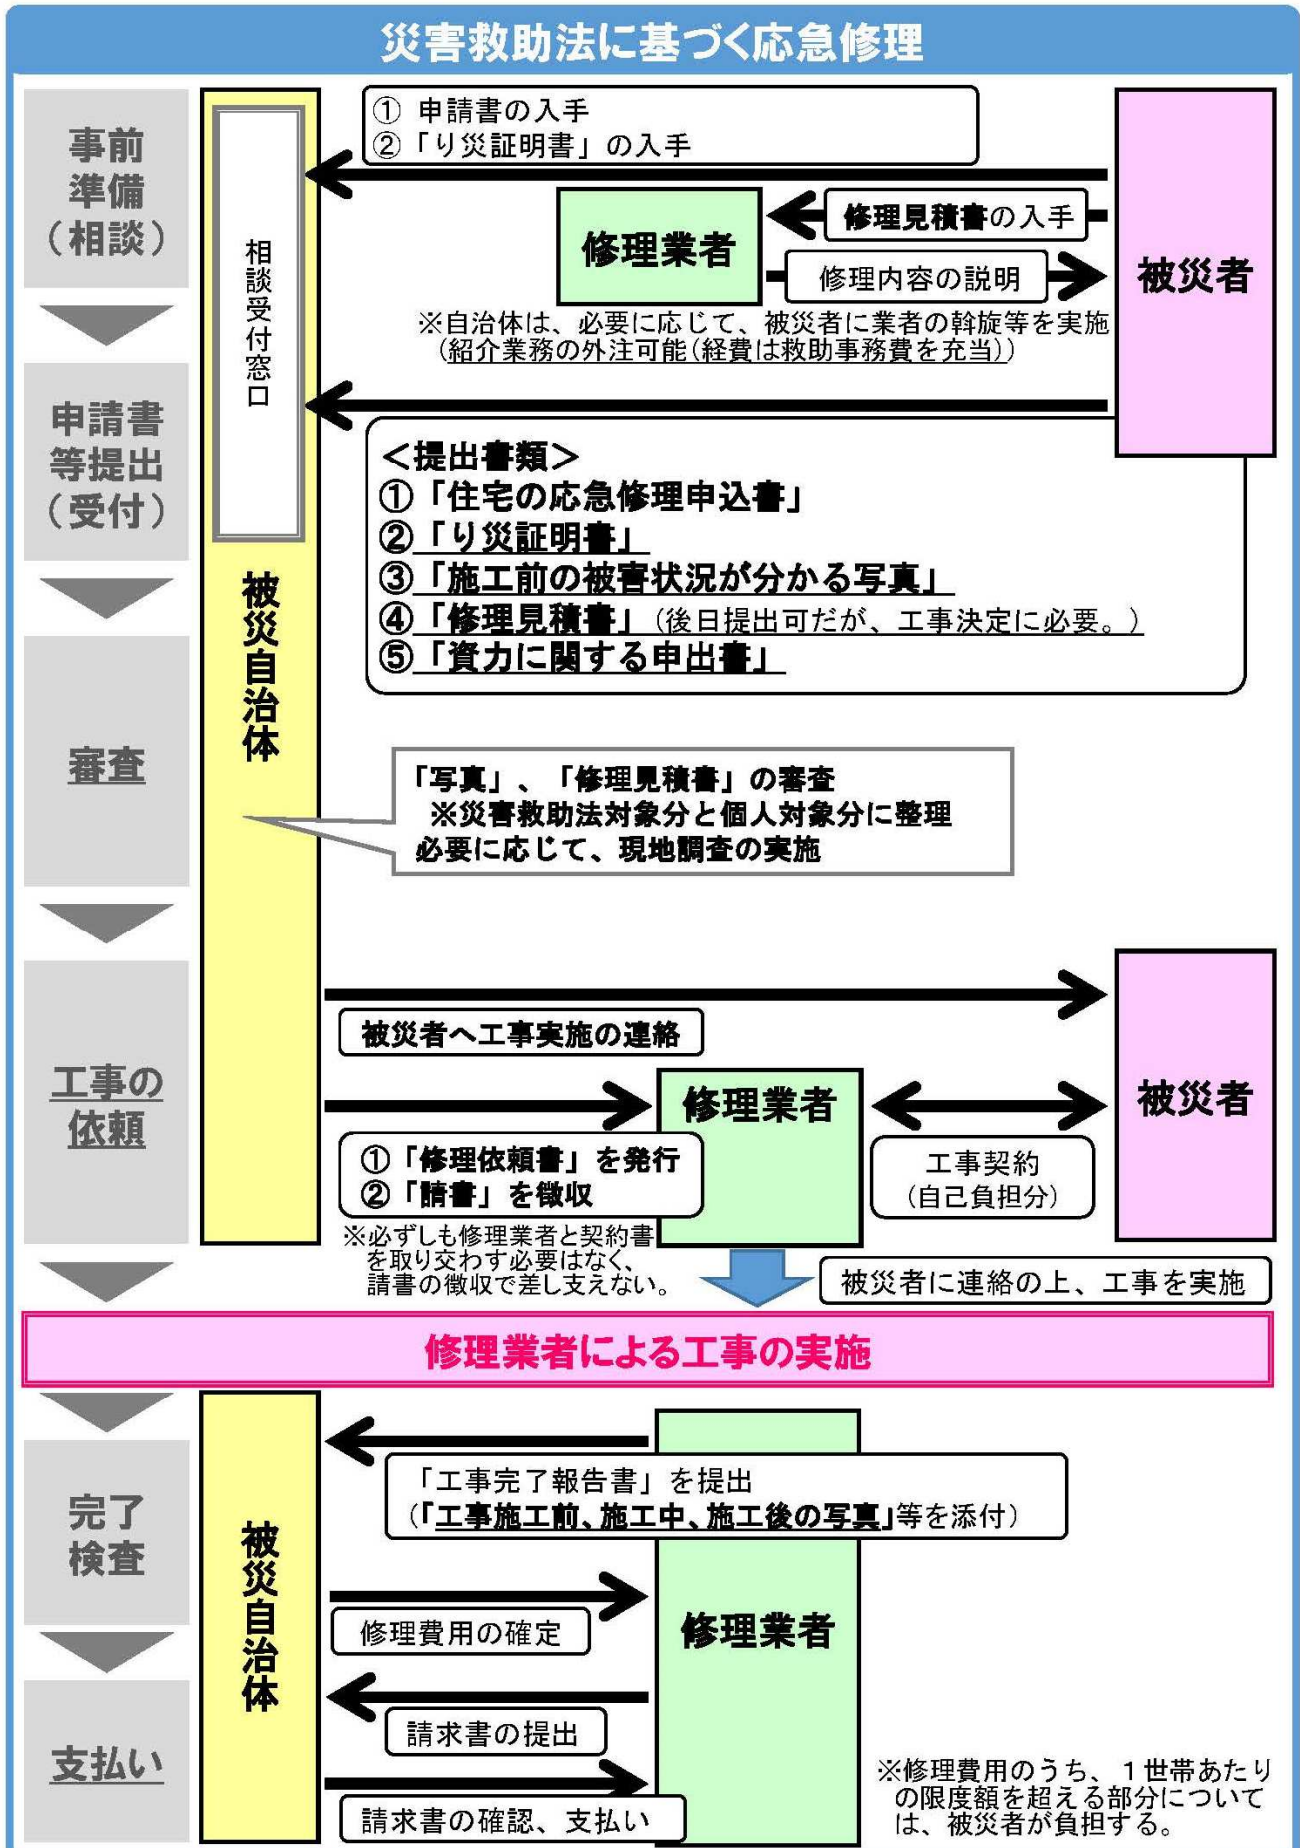 災害救助法に基づく応急修理
事前
準備
(相談)
相談受付窓口
① 申請書の入手
②「り災証明書」の入手
修理業者
修理見積書の入手
修理内容の説明
被災者
※自治体は、必要に応じて、被災者に業者の斡旋等を実施
(紹介業務の外注可能(経費は救助事務費を充当))
申請書
等提出
(受付)
<提出書類>
①「住宅の応急修理申込書」
②「り災証明書」
③「施工前の被害状況が分かる写真」
④「修理見積書」(後日提出可だが、工事決定に必要。)
⑤「資力に関する申出書」
被災自治体
審査
「写真」、「修理見積書」の審査
※災害救助法対象分と個人対象分に整理
必要に応じて、現地調査の実施
工事の
依頼
被災者へ工事実施の連絡
修理業者
被災者
①「修理依頼書」を発行
②「請書」を徴収
工事契約
(自己負担分)
※必ずしも修理業者と契約書
を取り交わす必要はなく、
請書の徴収で差し支えない。
被災者に連絡の上、工事を実施
修理業者による工事の実施
完了
検査
被災自治体
「工事完了報告書」を提出
(「工事施工前、施工中、施工後の写真」等を添付)
修理費用の確定
修理業者
請求書の提出
支払い
請求書の確認、支払い
※修理費用のうち、1世帯あたり
の限度額を超える部分について
は、被災者が負担する。